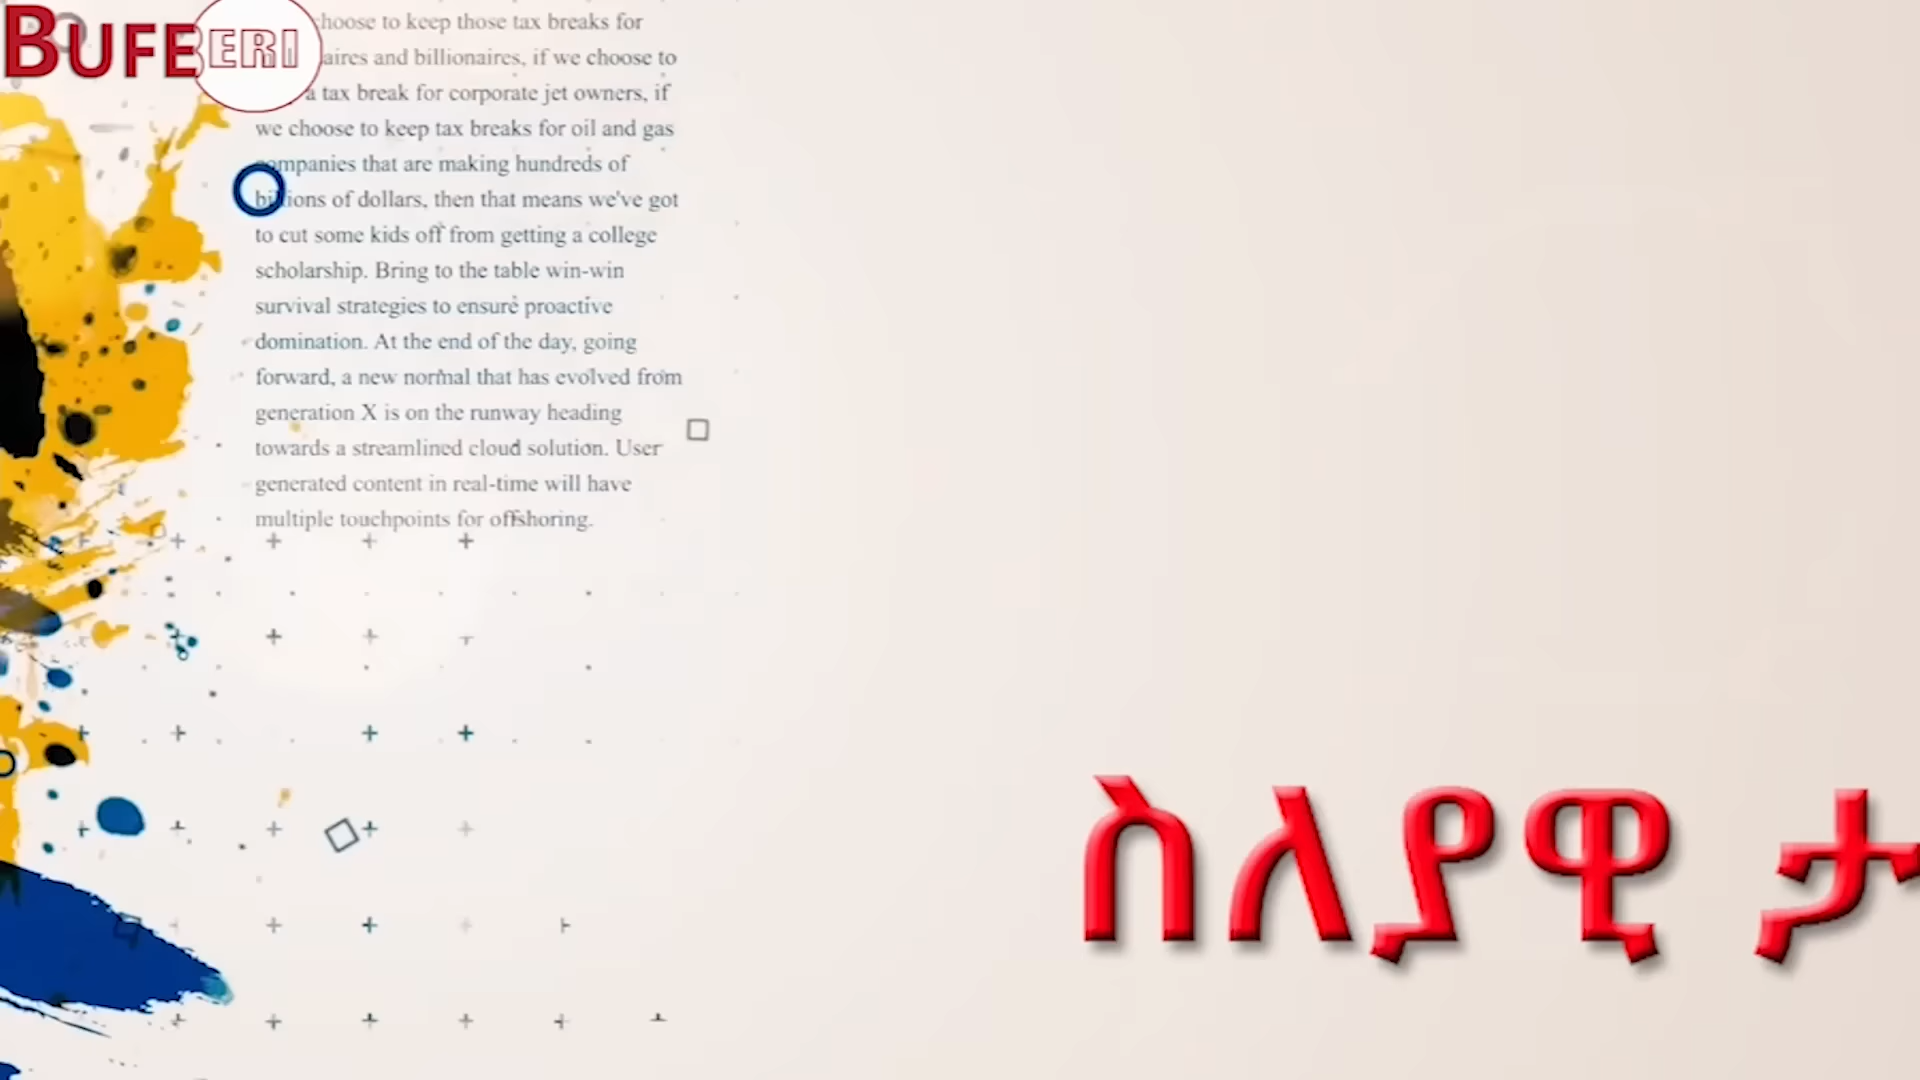 BUFEERI
choose to keep those tax breaks for
aires and billionaires, if we choose to
a tax break for corporate jet owners, if
we choose to keep tax breaks for oil and gas
companies that are making hundreds of
billions of dollars, then that means we've got
to cut some kids off from getting a college
scholarship. Bring to the table win-win
survival strategies to ensure proactive
domination. At the end of the day, going
forward, a new normal that has evolved from
generation X is on the runway heading
towards a streamlined cloud solution. User
generated content in real-time will have
multiple touchpoints for offshoring.
ስለያዊ ታ